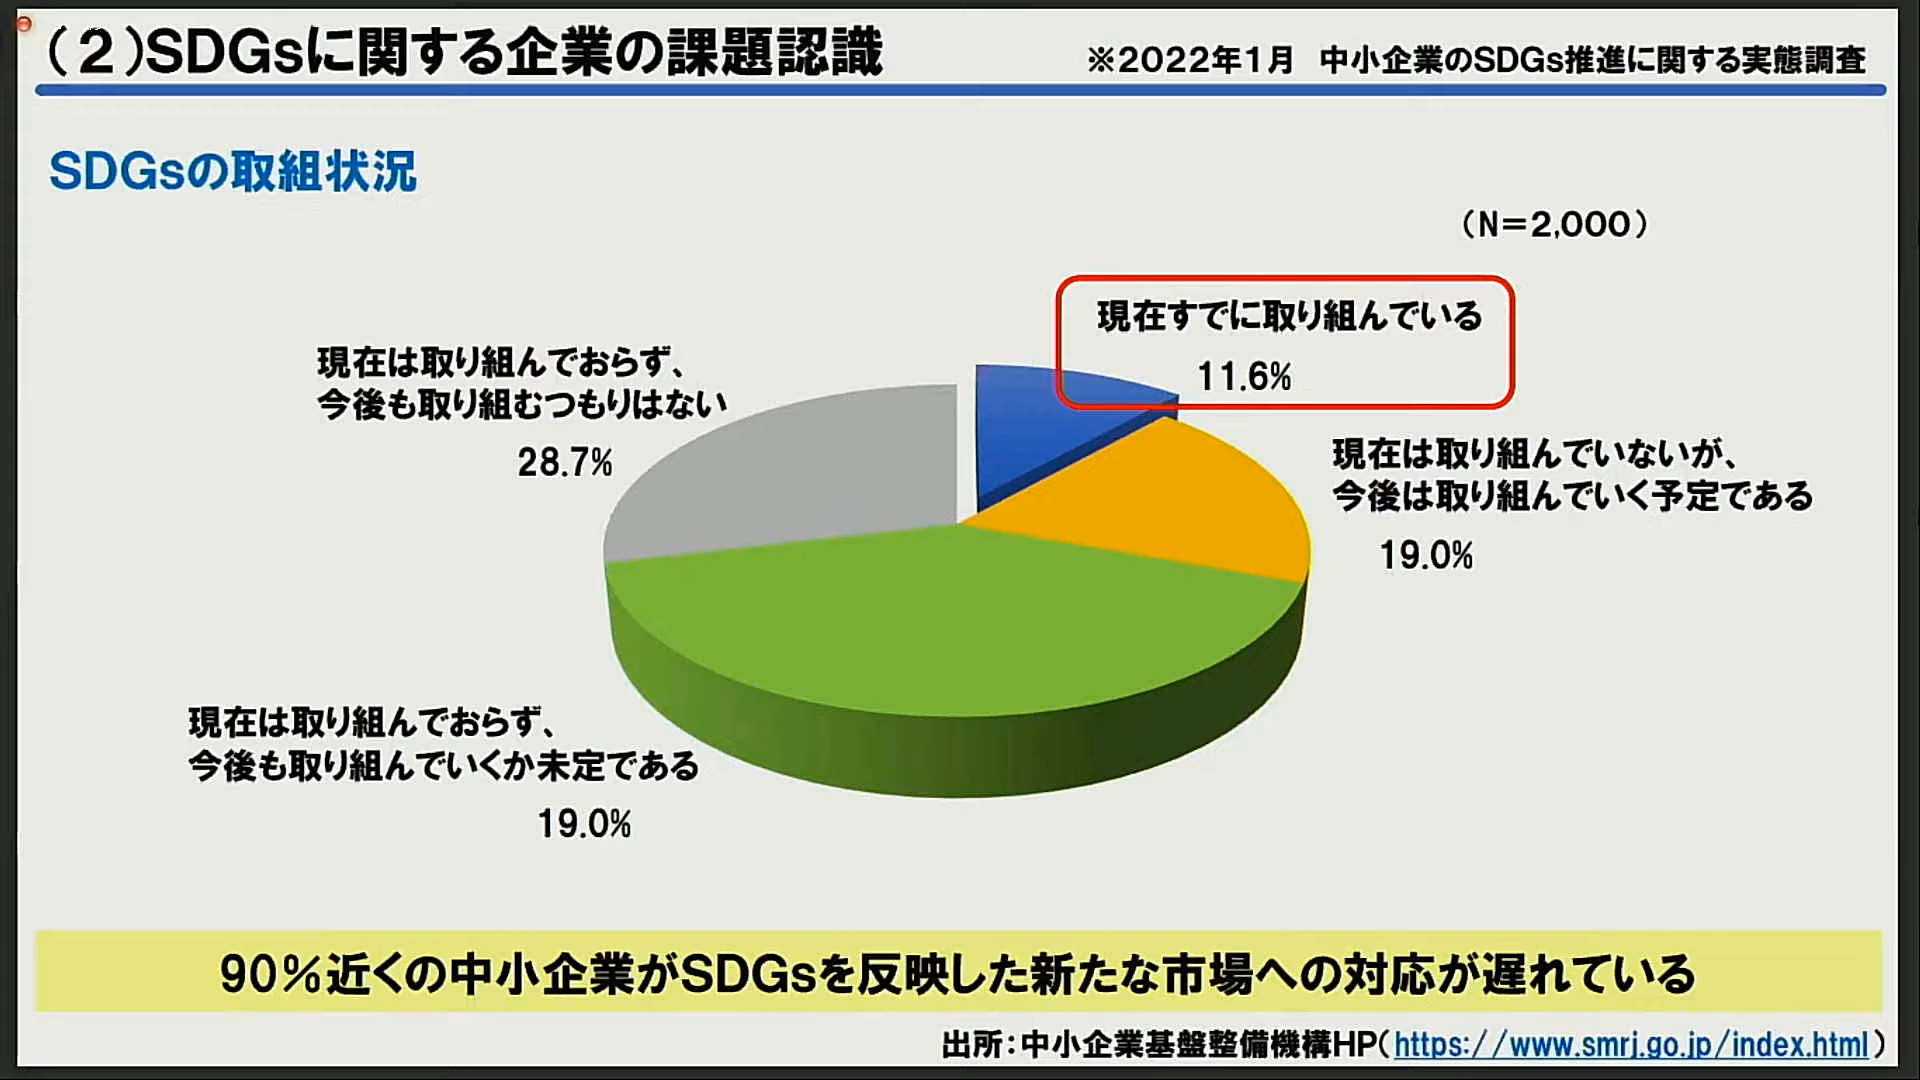 （２）SDGsに関する企業の課題認識
※2022年１月　中小企業のSDGs推進に関する実態調査
SDGsの取組状況
（N＝2,000）
現在すでに取り組んでいる
11.6%
現在は取り組んでおらず、
今後も取り組むつもりはない
28.7%
現在は取り組んでいないが、
今後は取り組んでいく予定である
19.0%
現在は取り組んでおらず、
今後も取り組んでいくか未定である
19.0%
90％近くの中小企業がSDGsを反映した新たな市場への対応が遅れている
出所：中小企業基盤整備機構HP（https://www.smrj.go.jp/index.html）